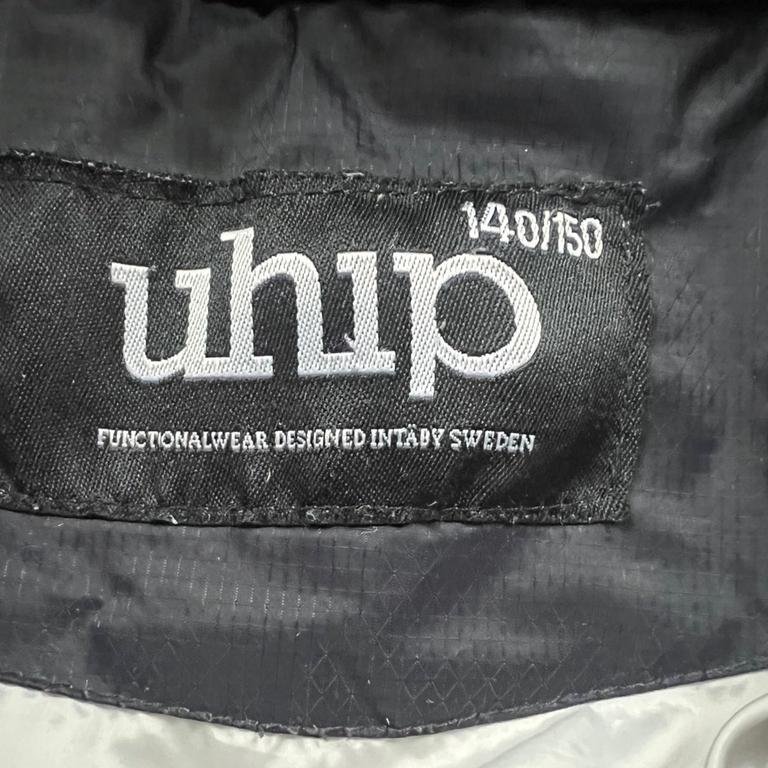 140/150
uhip
FUNCTIONALWEAR DESIGNED INTÄBY SWEDEN